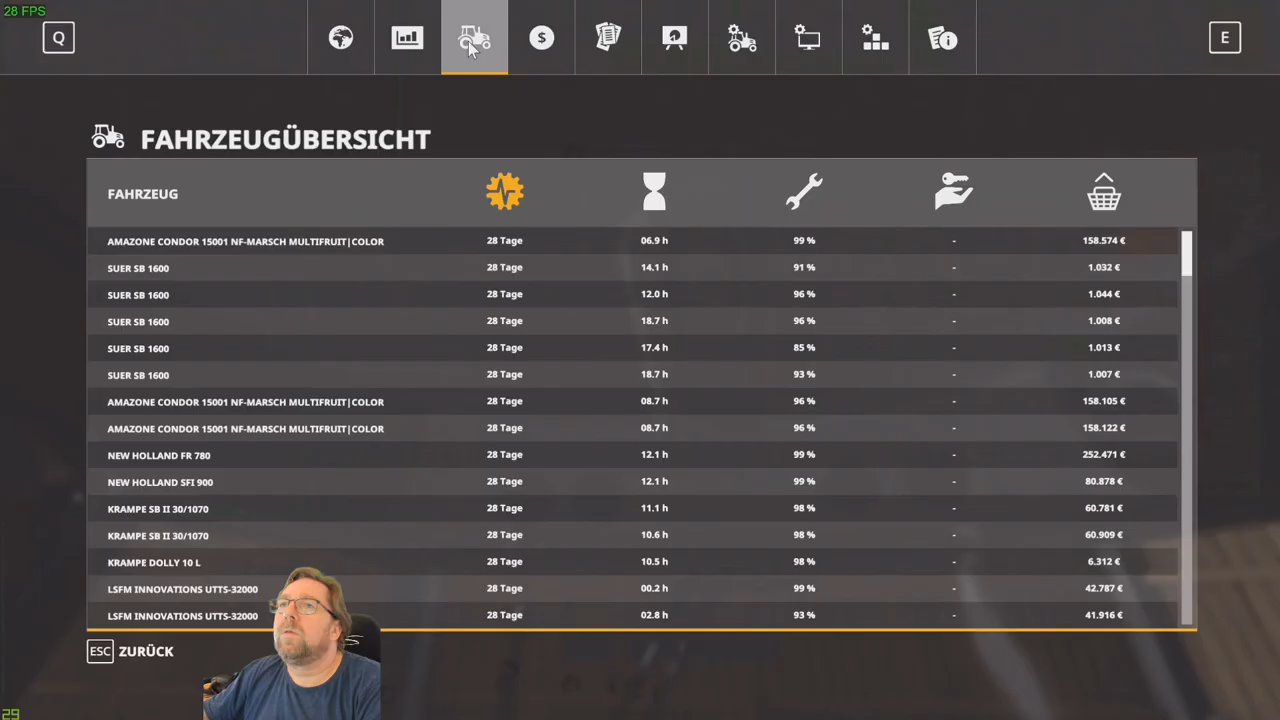 28 FPS
Q
E
FAHRZEUGÜBERSICHT
FAHRZEUG
AMAZONE CONDOR 15001 NF-MARSCH MULTIFRUIT|COLOR 28 Tage 06.9 h 99 % - 158.574 €
SUER SB 1600 28 Tage 14.1 h 91 % - 1.032 €
SUER SB 1600 28 Tage 12.0 h 96 % - 1.044 €
SUER SB 1600 28 Tage 18.7 h 96 % - 1.008 €
SUER SB 1600 28 Tage 17.4 h 85 % - 1.013 €
SUER SB 1600 28 Tage 18.7 h 93 % - 1.007 €
AMAZONE CONDOR 15001 NF-MARSCH MULTIFRUIT|COLOR 28 Tage 08.7 h 96 % - 158.105 €
AMAZONE CONDOR 15001 NF-MARSCH MULTIFRUIT|COLOR 28 Tage 08.7 h 96 % - 158.122 €
NEW HOLLAND FR 780 28 Tage 12.1 h 99 % - 252.471 €
NEW HOLLAND SFI 900 28 Tage 12.1 h 99 % - 80.878 €
KRAMPE SB II 30/1070 28 Tage 11.1 h 98 % - 60.781 €
KRAMPE SB II 30/1070 28 Tage 10.6 h 98 % - 60.909 €
KRAMPE DOLLY 10 L 28 Tage 10.5 h 98 % - 6.312 €
LSFM INNOVATIONS UTTS-32000 28 Tage 00.2 h 99 % - 42.787 €
LSFM INNOVATIONS UTTS-32000 28 Tage 02.8 h 93 % - 41.916 €
ESC ZURÜCK
29